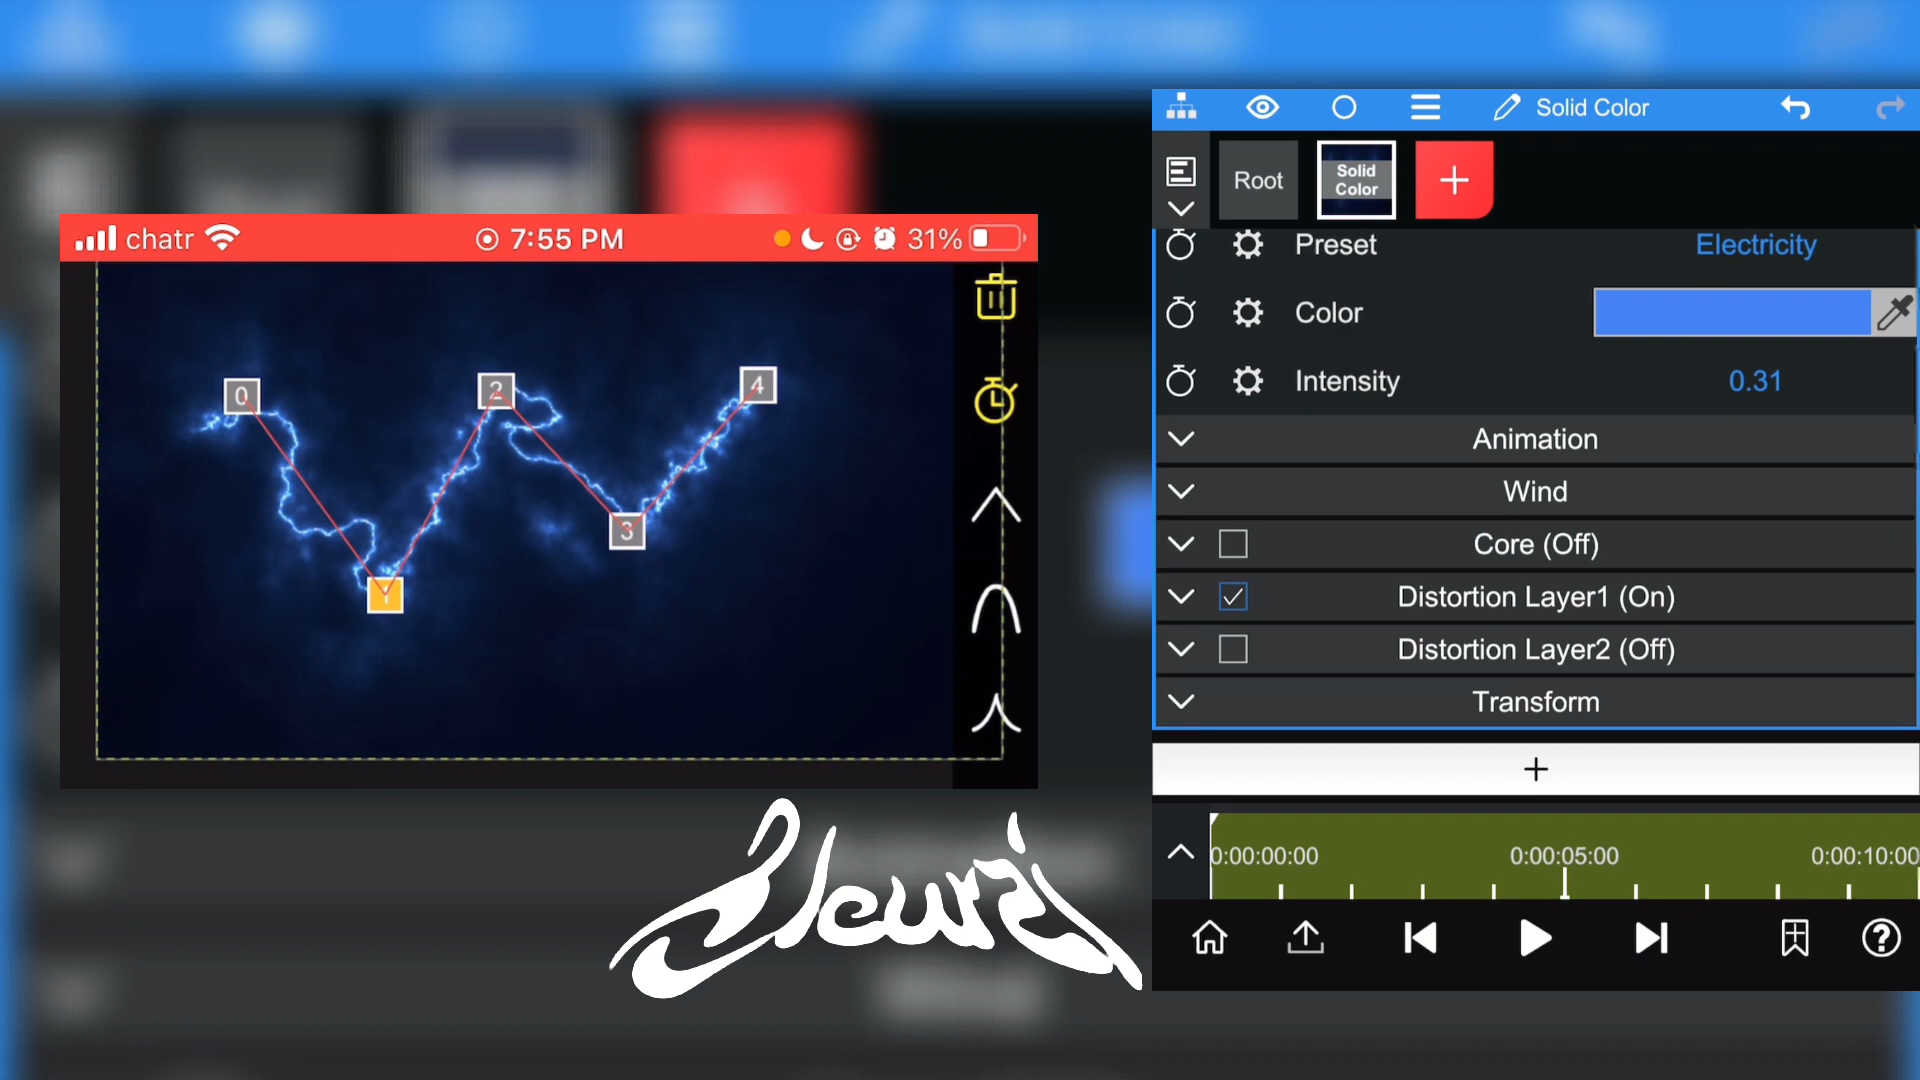 chatr 7:55 PM 31%
0
2
4
3
1
Solid Color
Root
Solid
Color
Preset Electricity
Color
Intensity 0.31
Animation
Wind
Core (Off)
Distortion Layer1 (On)
Distortion Layer2 (Off)
Transform
0:00:00:00 0:00:05:00 0:00:10:00